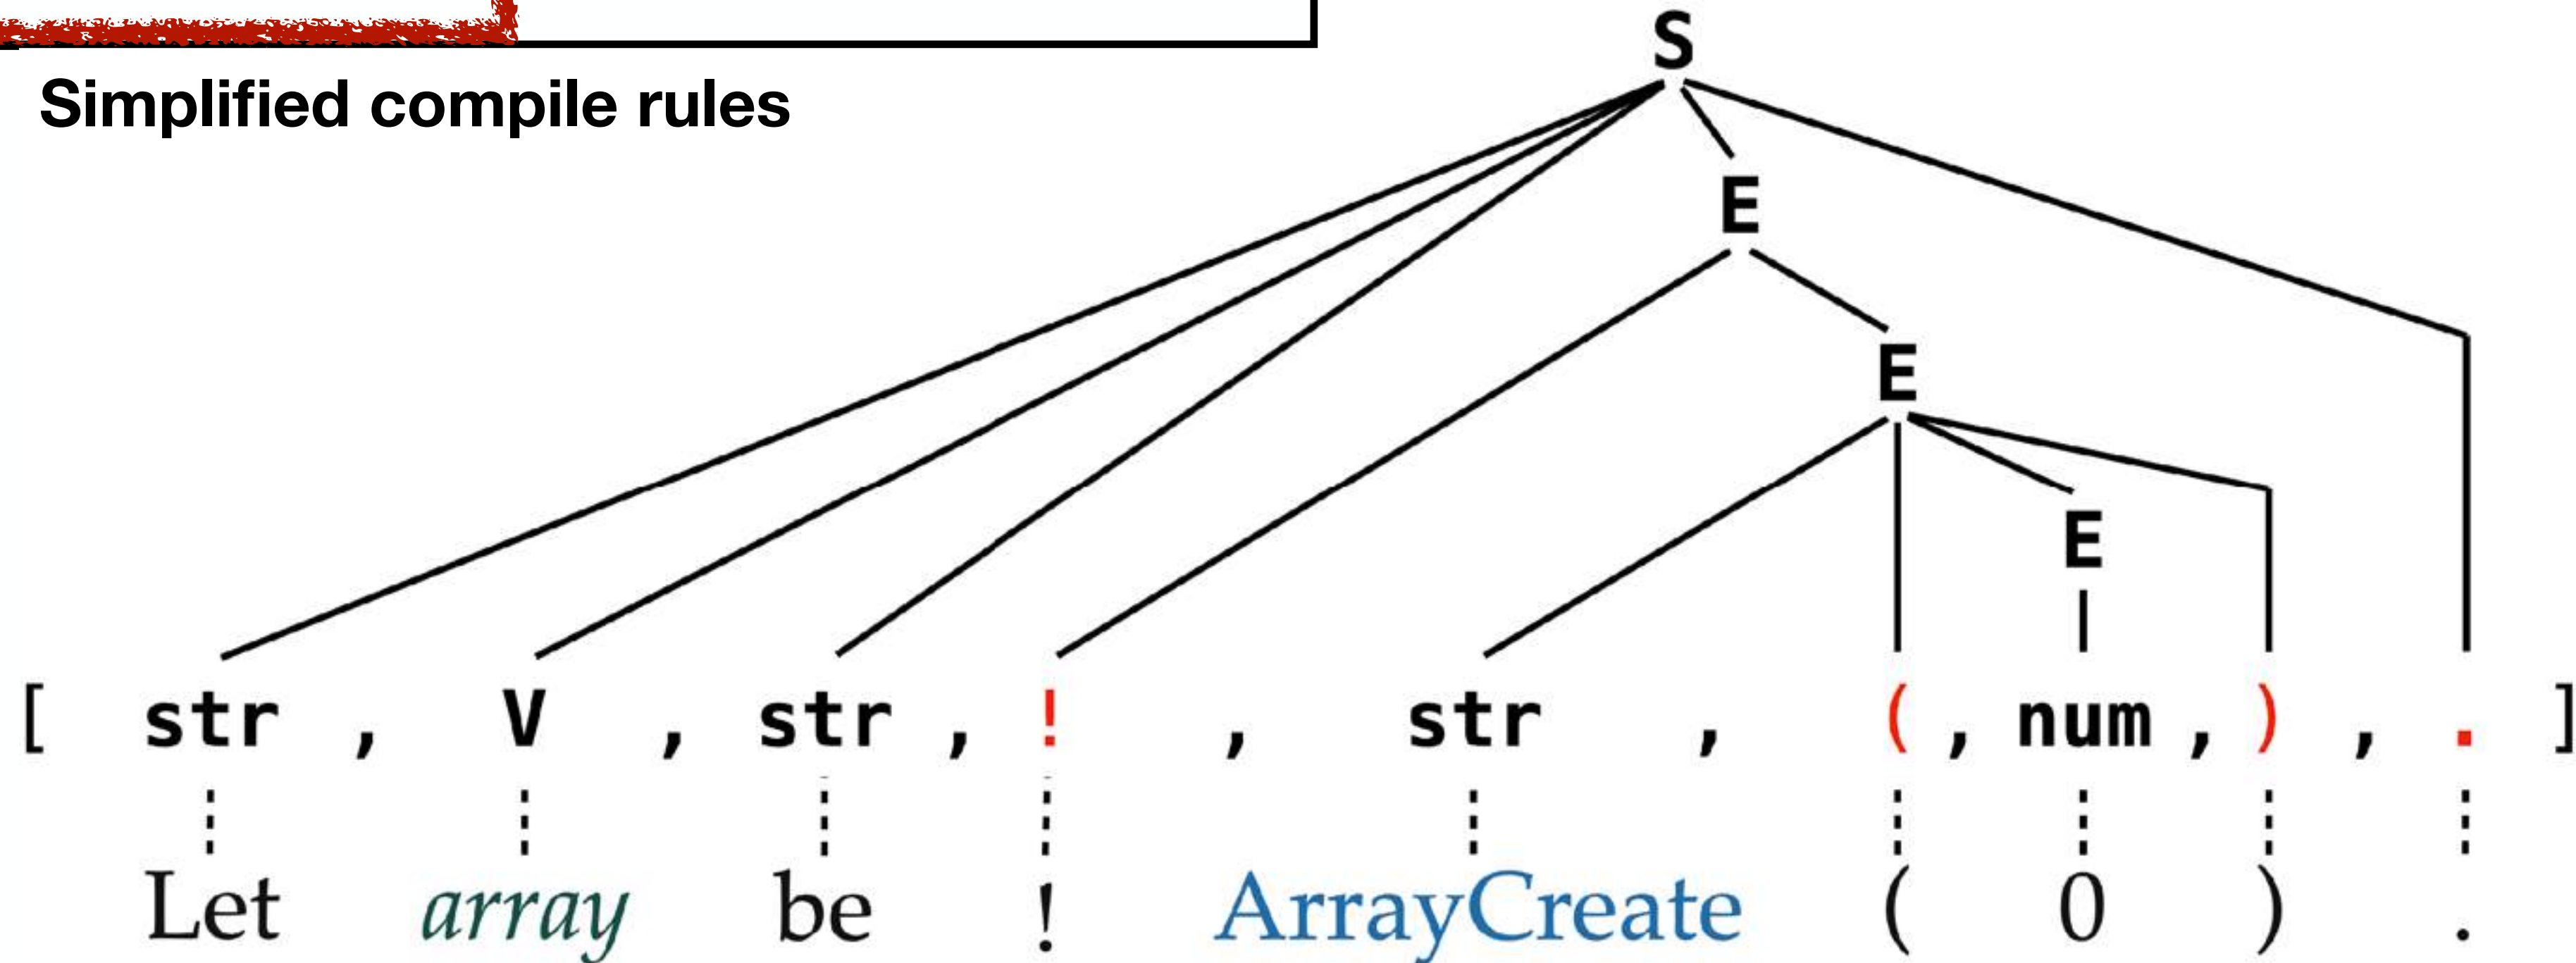 S
Simplified compile rules
E
E
E
[ str , V , str , ! , str , ( , num , ) , . ]
Let array be ! ArrayCreate ( 0 ) .